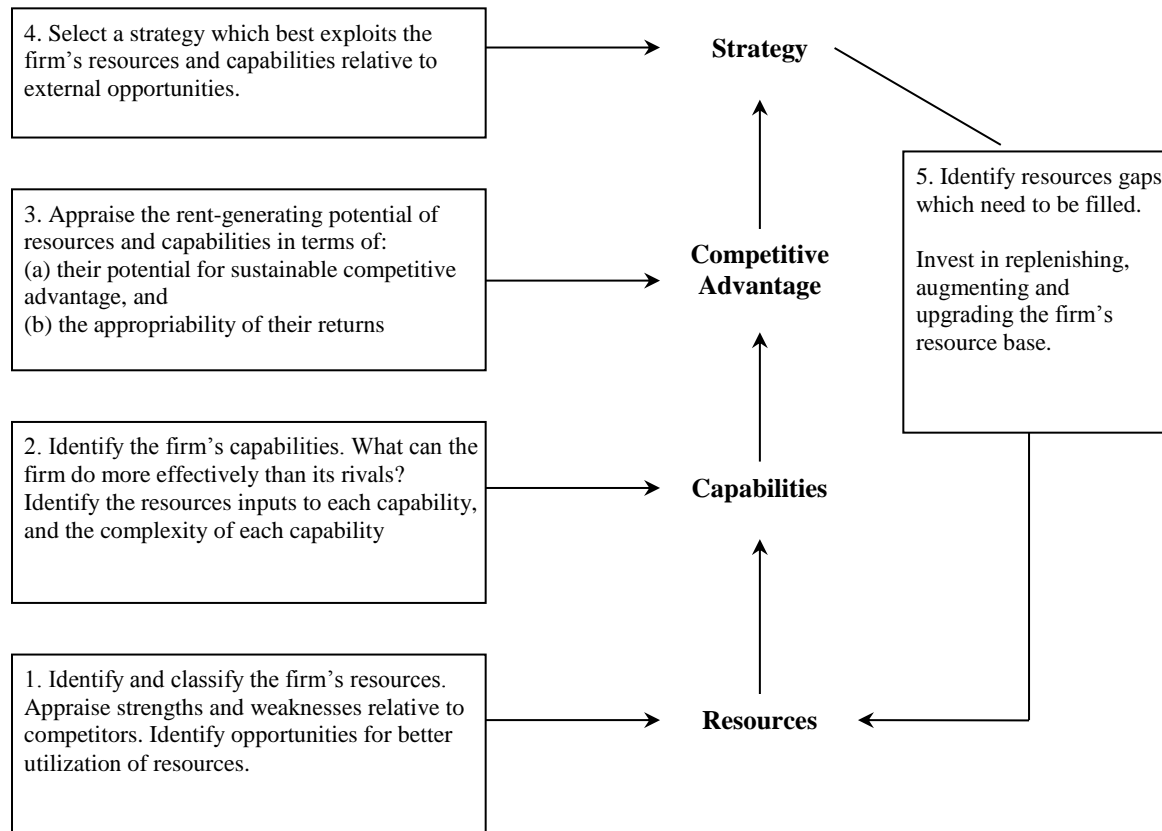 4. Select a strategy which best exploits the
firm’s resources and capabilities relative to
external opportunities.
Strategy
5. Identify resources gaps
which need to be filled.
Invest in replenishing,
augmenting and
upgrading the firm’s
resource base.
3. Appraise the rent-generating potential of
resources and capabilities in terms of:
(a) their potential for sustainable competitive
advantage, and
(b) the appropriability of their returns
Competitive
Advantage
2. Identify the firm’s capabilities. What can the
firm do more effectively than its rivals?
Identify the resources inputs to each capability,
and the complexity of each capability
Capabilities
1. Identify and classify the firm’s resources.
Appraise strengths and weaknesses relative to
competitors. Identify opportunities for better
utilization of resources.
Resources